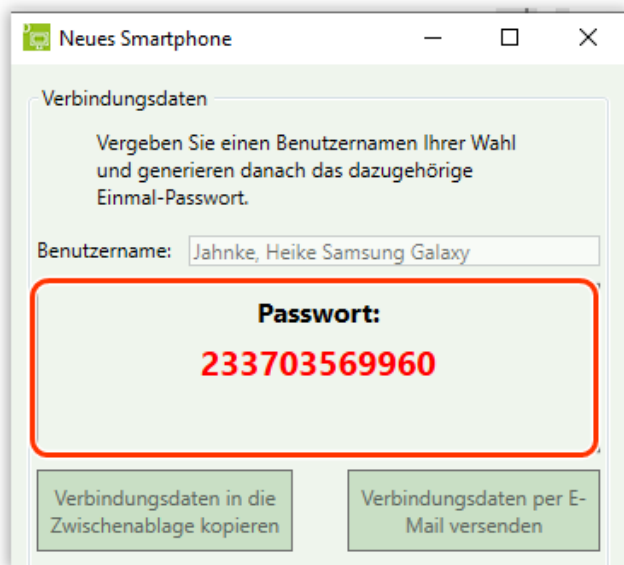 Neues Smartphone
Verbindungsdaten
Vergeben Sie einen Benutzernamen Ihrer Wahl
und generieren danach das dazugehörige
Einmal-Passwort.
Benutzername: Jahnke, Heike Samsung Galaxy
Passwort:
233703569960
Verbindungsdaten in die
Zwischenablage kopieren
Verbindungsdaten per E-
Mail versenden